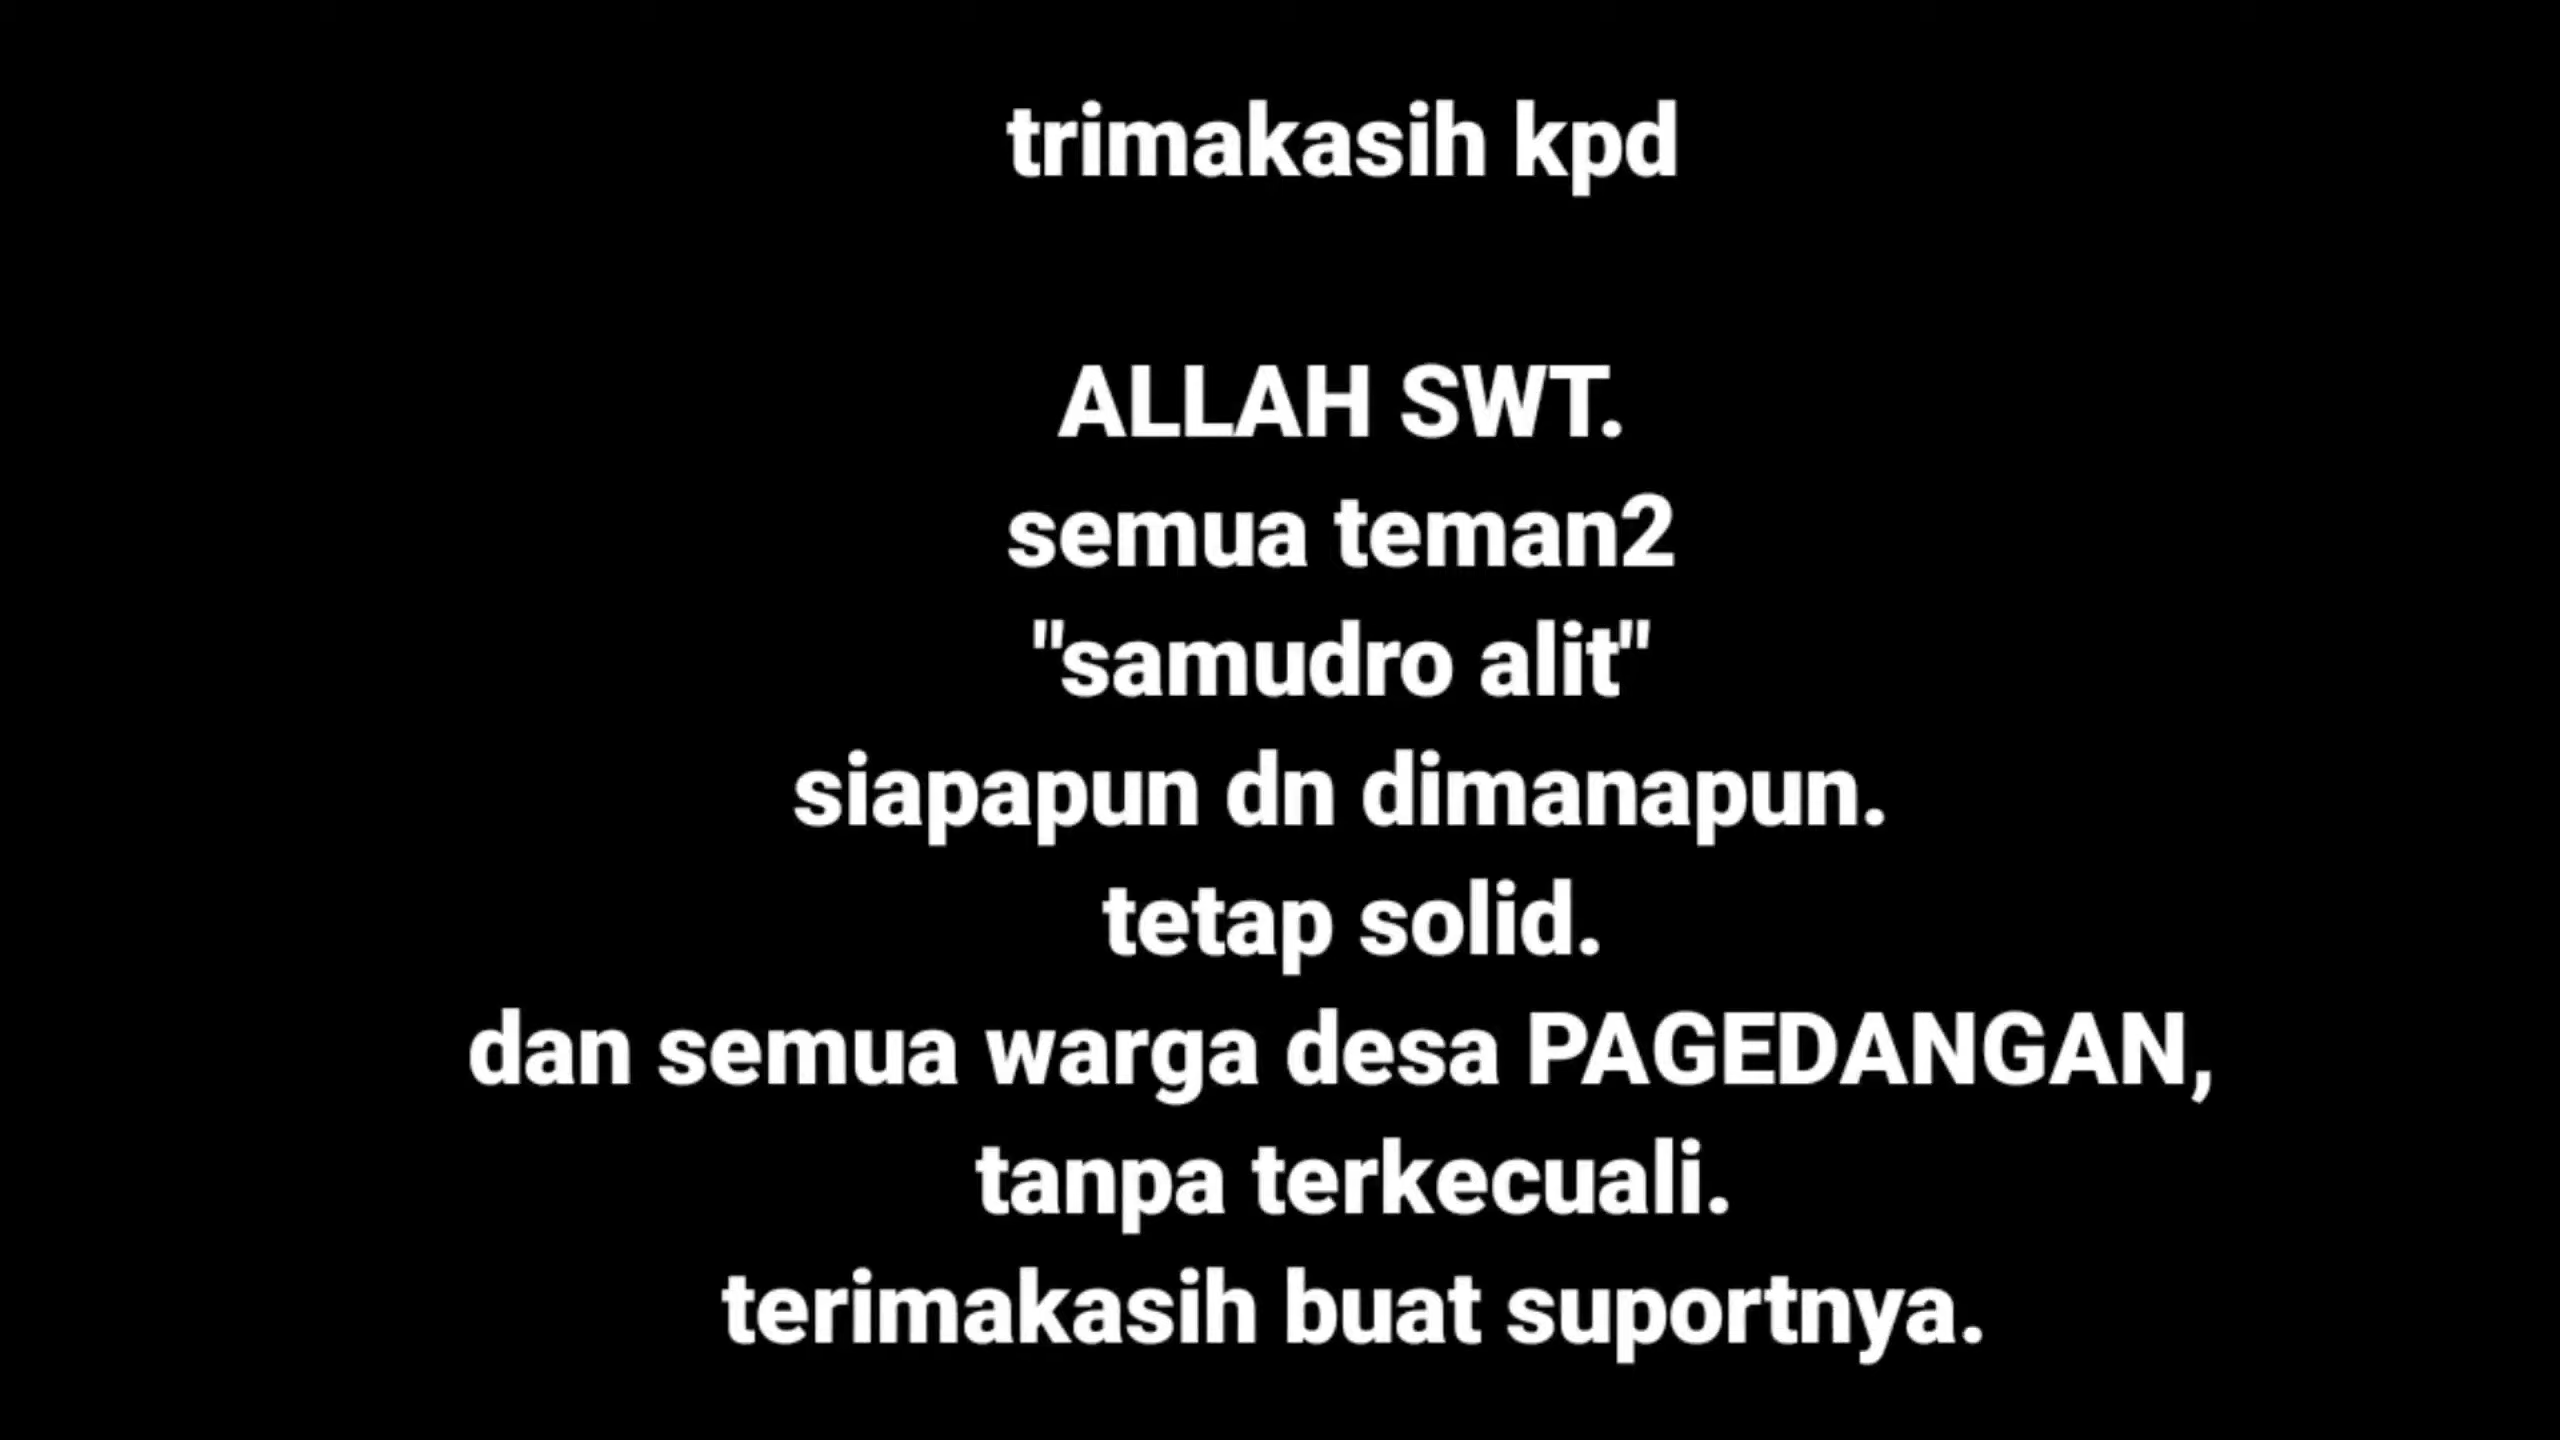 trimakasih kpd
ALLAH SWT.
semua teman2
"samudro alit"
siapapun dn dimanapun.
tetap solid.
dan semua warga desa PAGEDANGAN,
tanpa terkecuali.
terimakasih buat suportnya.